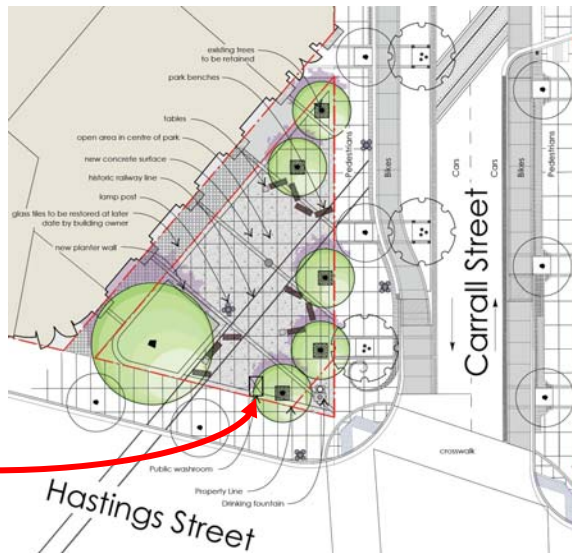 existing trees
to be retained
park benches
tables
open area in centre of park
new concrete surface
historic railway line
lamp post
glass tiles to be restored at later
date by building owner
new planter wall
Pedestrians
Bikes
Cars
Cars
Bikes
Pedestrians
Carrall Street
crosswalk
Public washroom
Property Line
Drinking fountain
Hastings Street